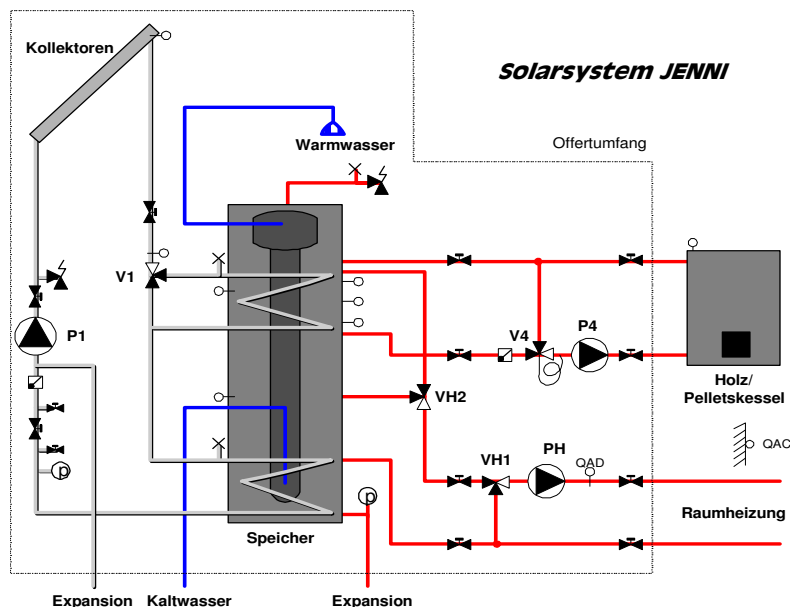 Kollektoren
Solarsystem JENNI
Warmwasser
Offertumfang
V1
P1
V4
P4
Holz/
Pelletskessel
VH2
QAC
VH1
PH
QAD
Raumheizung
p
p
Speicher
Expansion
Kaltwasser
Expansion